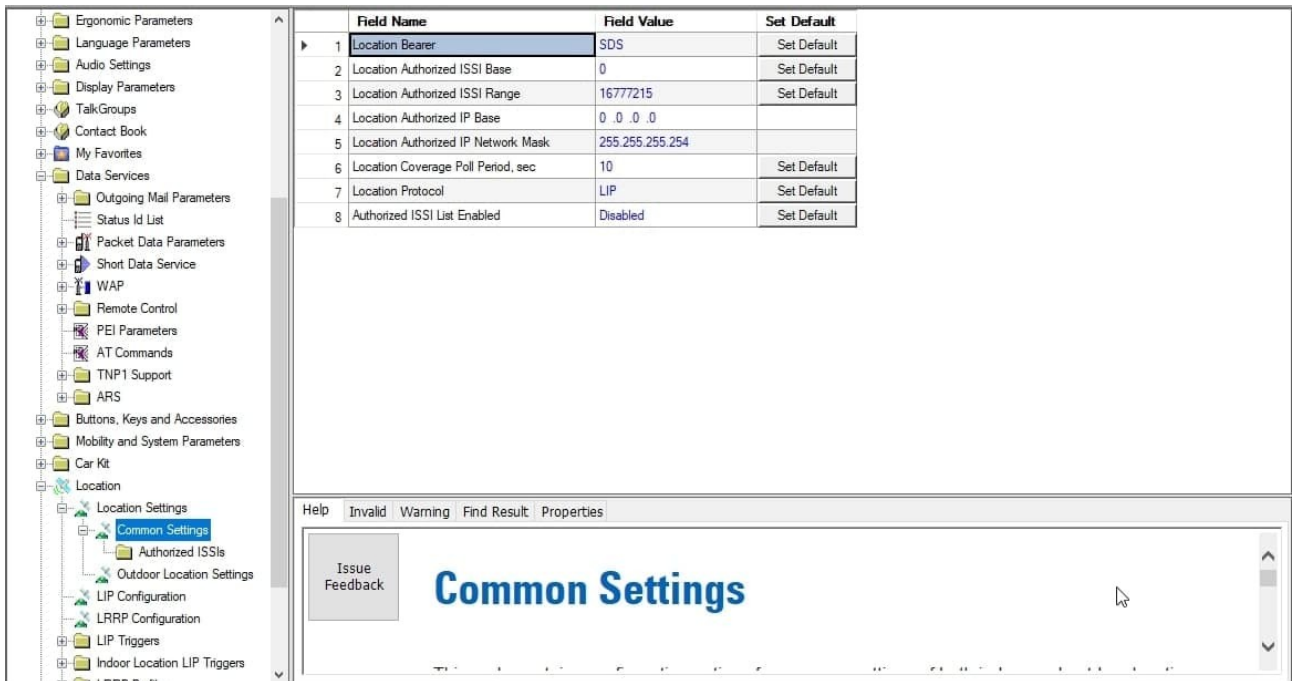 Ergonomic Parameters
Language Parameters
Audio Settings
Display Parameters
TalkGroups
Contact Book
My Favorites
Data Services
Outgoing Mail Parameters
Status Id List
Packet Data Parameters
Short Data Service
WAP
Remote Control
PEI Parameters
AT Commands
TNP1 Support
ARS
Buttons, Keys and Accessories
Mobility and System Parameters
Car Kit
Location
Location Settings
Common Settings
Authorized ISSIs
Outdoor Location Settings
LIP Configuration
LRRP Configuration
LIP Triggers
Indoor Location LIP Triggers
Field Name Field Value Set Default
1 Location Bearer SDS Set Default
2 Location Authorized ISSI Base 0 Set Default
3 Location Authorized ISSI Range 16777215 Set Default
4 Location Authorized IP Base 0 .0 .0 .0
5 Location Authorized IP Network Mask 255.255.255.254
6 Location Coverage Poll Period, sec 10 Set Default
7 Location Protocol LIP Set Default
8 Authorized ISSI List Enabled Disabled Set Default
Help Invalid Warning Find Result Properties
Issue
Feedback
Common Settings